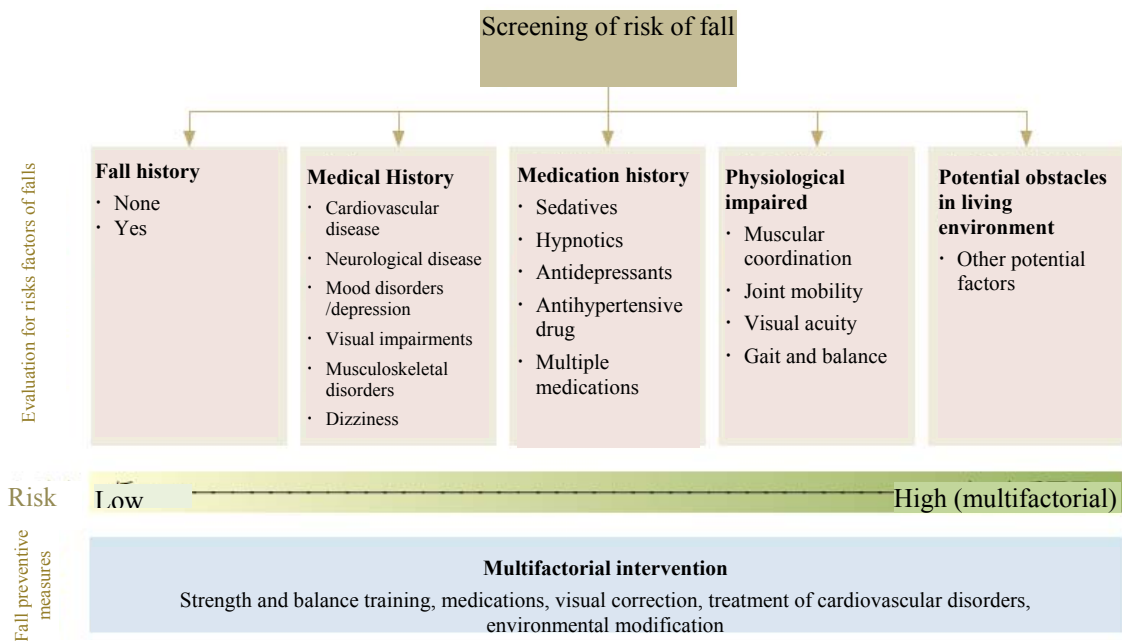 Screening of risk of fall
Evaluation for risks factors of falls
Fall history
· None
· Yes
Medical History
· Cardiovascular
disease
· Neurological disease
· Mood disorders
/depression
· Visual impairments
· Musculoskeletal
disorders
· Dizziness
Medication history
· Sedatives
· Hypnotics
· Antidepressants
· Antihypertensive
drug
· Multiple
medications
Physiological
impaired
· Muscular
coordination
· Joint mobility
· Visual acuity
· Gait and balance
Potential obstacles
in living
environment
· Other potential
factors
Risk
Low
High (multifactorial)
Fall preventive
measures
Multifactorial intervention
Strength and balance training, medications, visual correction, treatment of cardiovascular disorders,
environmental modification